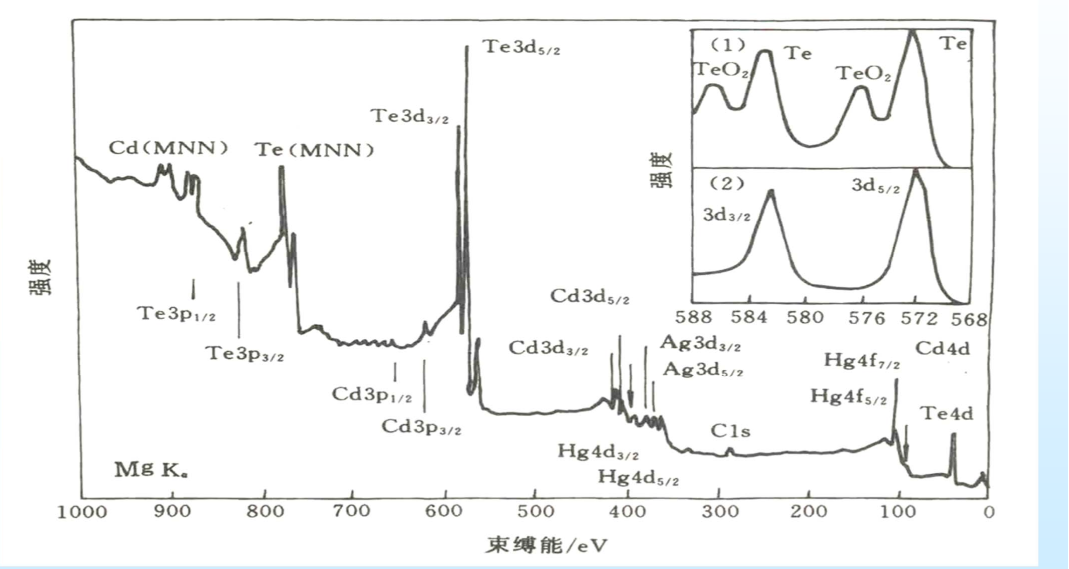 Te3d₅/₂
Te3d₃/₂
Cd(MNN)
Te(MNN)
Te3p₁/₂
Te3p₃/₂
Cd3p₁/₂
Cd3p₃/₂
Cd3d₅/₂
Cd3d₃/₂
Ag3d₃/₂
Ag3d₅/₂
Hg4d₃/₂
Hg4d₅/₂
C1s
Hg4f₇/₂
Hg4f₅/₂
Cd4d
Te4d
Mg Kα
强度
1000 900 800 700 600 500 400 300 200 100 0
束缚能/eV
(1)
TeO₂
Te
TeO₂
Te
强度
(2)
3d₃/₂
3d₅/₂
588 584 580 576 572 568